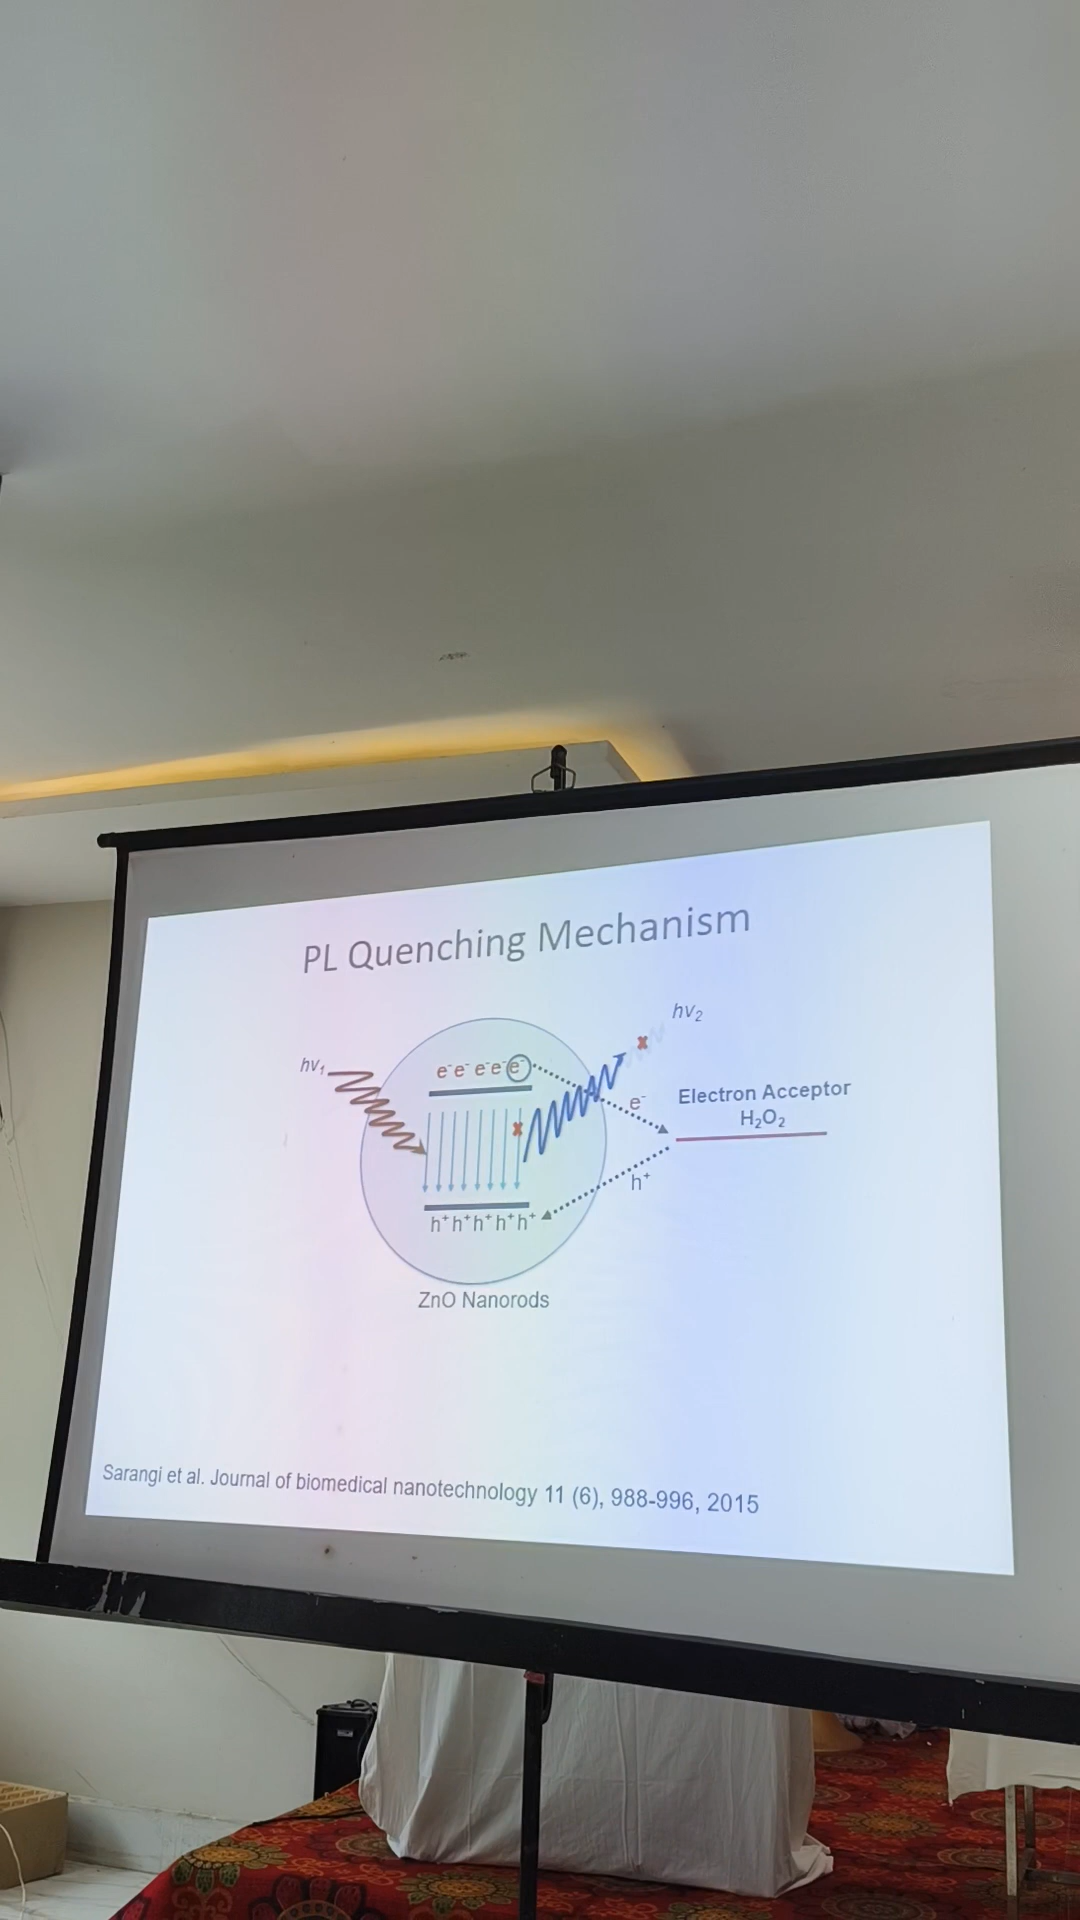 PL Quenching Mechanism
hν₂
hν₁
e⁻e⁻ e⁻e⁻e⁻
Electron Acceptor
e⁻
H₂O₂
h⁺
h⁺h⁺h⁺h⁺h⁺
ZnO Nanorods
Sarangi et al. Journal of biomedical nanotechnology 11 (6), 988-996, 2015